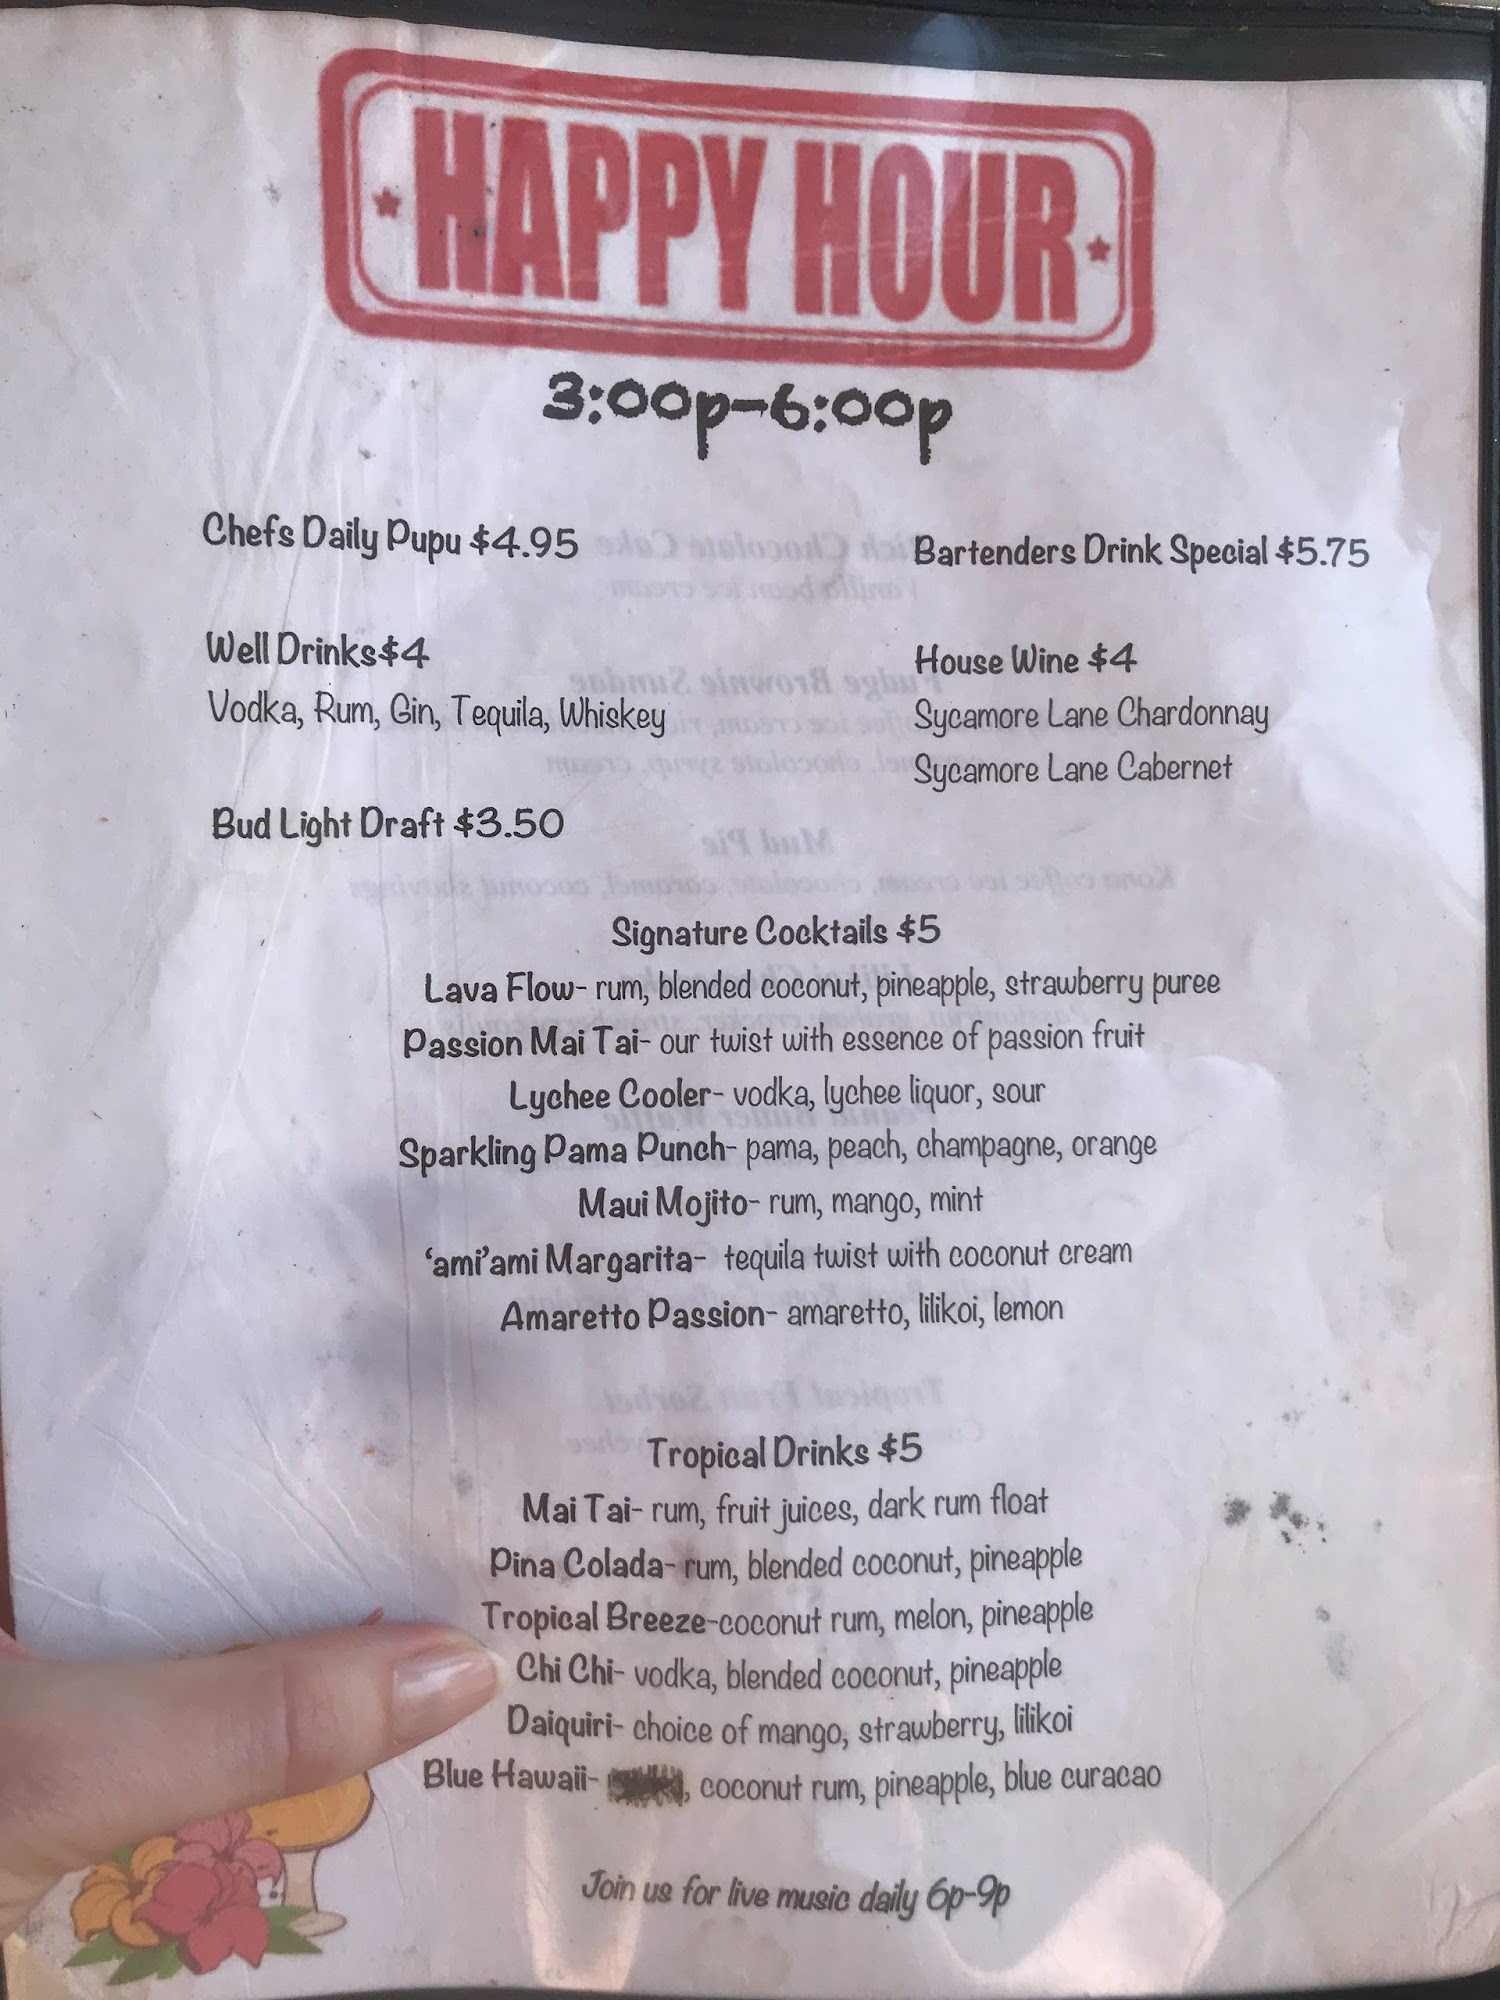 HAPPY HOUR
3:00p-6:00p
Chefs Daily Pupu $4.95
Bartenders Drink Special $5.75
Well Drinks$4
Vodka, Rum, Gin, Tequila, Whiskey
House Wine $4
Sycamore Lane Chardonnay
Sycamore Lane Cabernet
Bud Light Draft $3.50
Signature Cocktails $5
Lava Flow- rum, blended coconut, pineapple, strawberry puree
Passion Mai Tai- our twist with essence of passion fruit
Lychee Cooler- vodka, lychee liquor, sour
Sparkling Pama Punch- pama, peach, champagne, orange
Maui Mojito- rum, mango, mint
‘ami’ami Margarita- tequila twist with coconut cream
Amaretto Passion- amaretto, lilikoi, lemon
Tropical Drinks $5
Mai Tai- rum, fruit juices, dark rum float
Pina Colada- rum, blended coconut, pineapple
Tropical Breeze-coconut rum, melon, pineapple
Chi Chi- vodka, blended coconut, pineapple
Daiquiri- choice of mango, strawberry, lilikoi
Blue Hawaii- , coconut rum, pineapple, blue curacao
Join us for live music daily 6p-9p